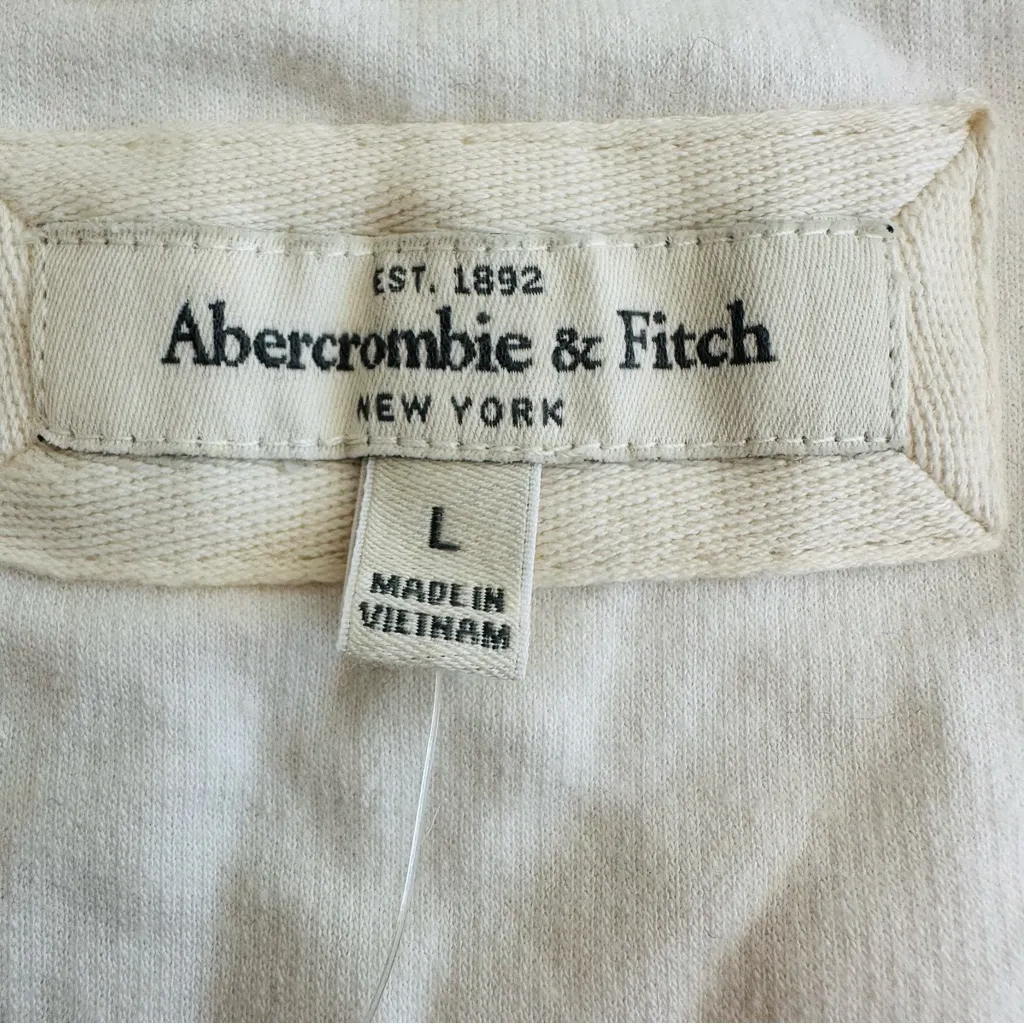 EST. 1892
Abercrombie & Fitch
NEW YORK
L
MADE IN
VIETNAM